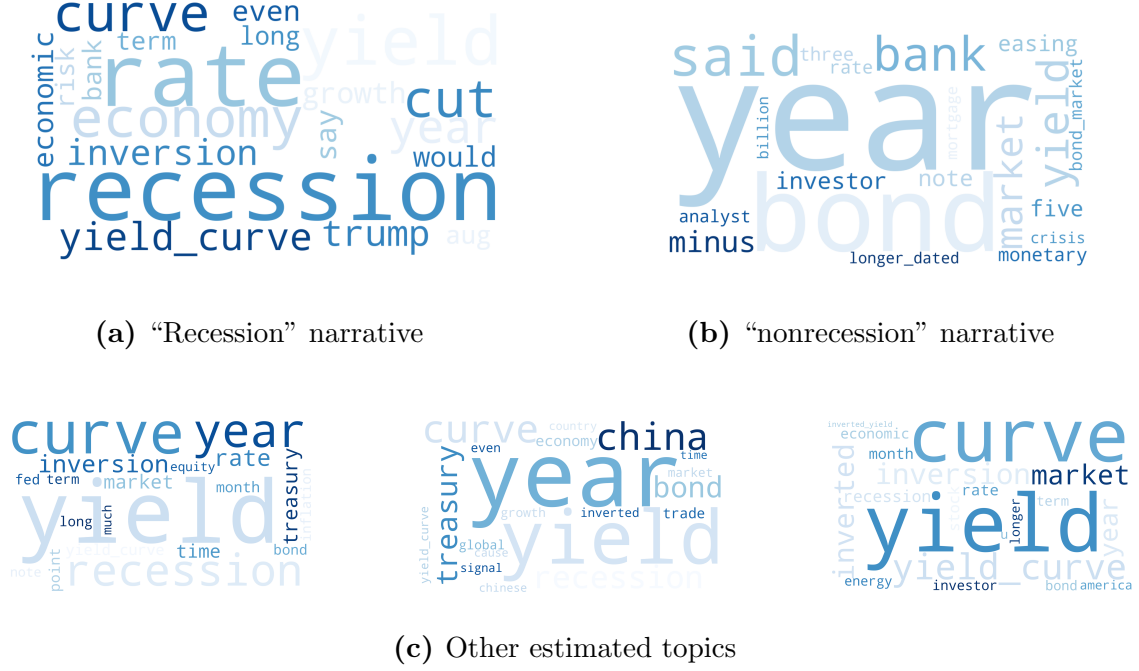 curve even
long
term yield
economic risk bank rate
growth cut
economy say year
inversion would
recession
yield_curve trump aug
said three bank easing
rate
year yield bond_market
billion mortgage market
investor note
bond five
analyst
minus crisis
longer_dated monetary
(a) “Recession” narrative (b) “nonrecession” narrative
curve year
inversion equity rate
fed term market month treasury inflation
yield
long much
yield_curve time bond
point recession
note
curve country china
economy
even time
year market
treasury bond
growth inverted trade
yield_curve global yield
cause
signal recession
chinese
inverted_yield
economic curve
month
inverted inversion market
recession stock rate term
yield longer year
u
yield_curve
energy investor bond america
(c) Other estimated topics